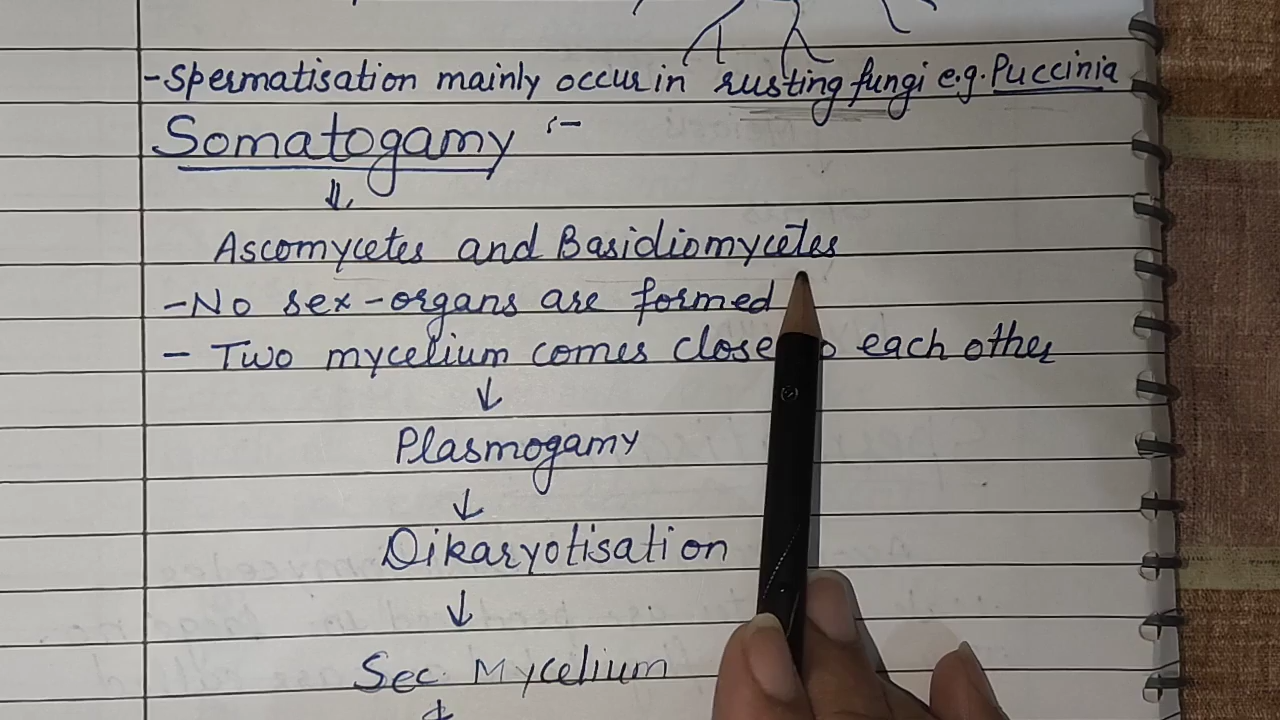 -Spermatisation mainly occur in rusting fungi e.g. Puccinia
Somatogamy :-
↓
Ascomycetes and Basidiomycetes
-No sex-organs are formed
- Two mycelium comes close each other
↓
Plasmogamy
↓
Dikaryotisation
↓
Sec. Mycelium
↓